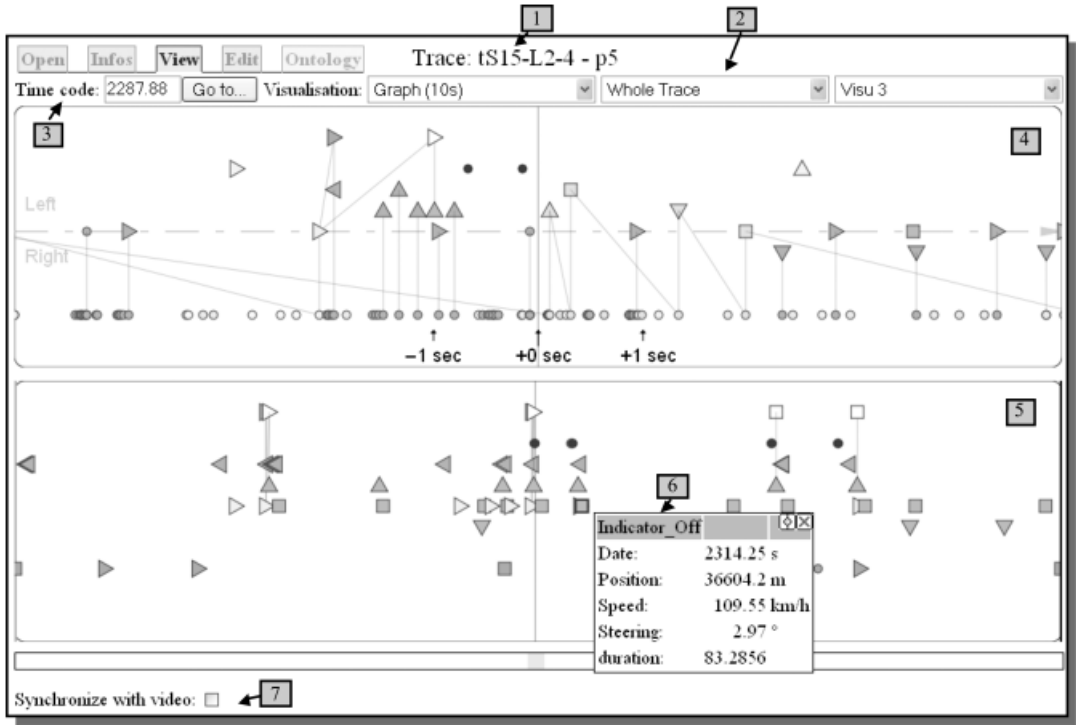 1
2
Open Infos View Edit Ontology Trace: tS15-L2-4 - p5
Time code: 2287.88 Go to... Visualisation: Graph (10s) Whole Trace Visu 3
3
4
Left
Right
−1 sec +0 sec +1 sec
5
6
Indicator_Off
Date: 2314.25 s
Position: 36604.2 m
Speed: 109.55 km/h
Steering: 2.97 °
duration: 83.2856
Synchronize with video: 7